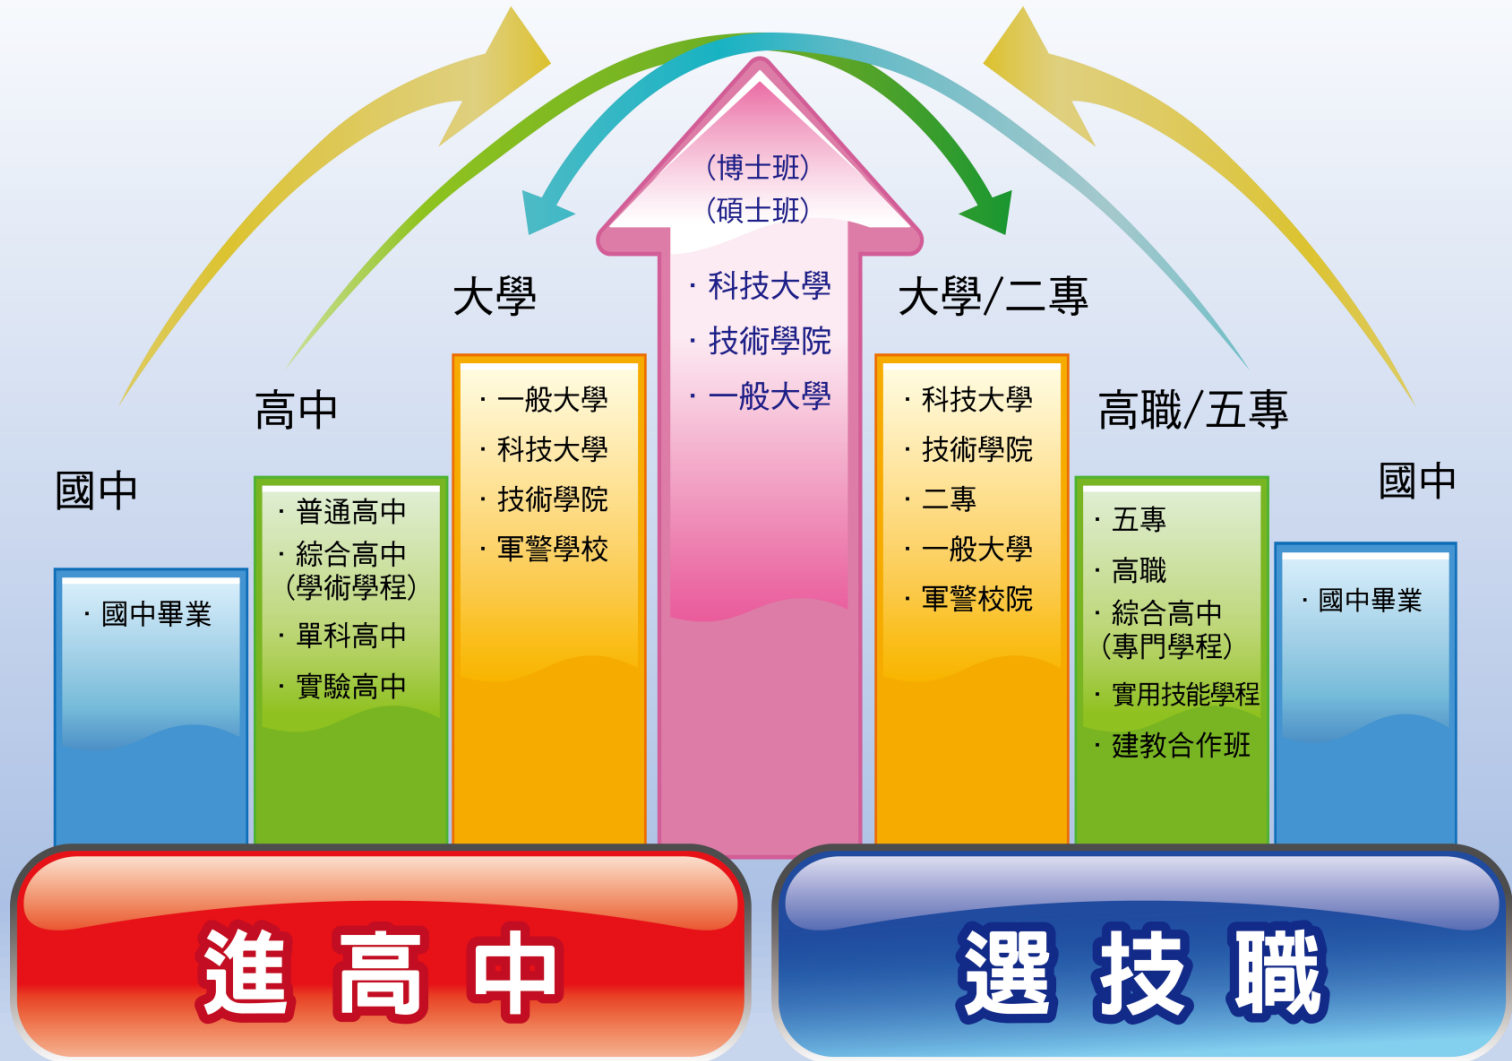 國中
・國中畢業
高中
・普通高中
・綜合高中
（學術學程）
・單科高中
・實驗高中
大學
・一般大學
・科技大學
・技術學院
・軍警學校
（博士班）
（碩士班）
・科技大學
・技術學院
・一般大學
大學/二專
・科技大學
・技術學院
・二專
・一般大學
・軍警校院
高職/五專
・五專
・高職
・綜合高中
（專門學程）
・實用技能學程
・建教合作班
國中
・國中畢業
進高中
選技職